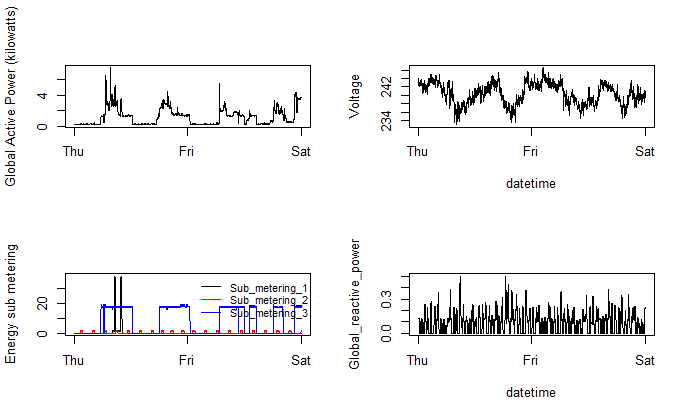 Global Active Power (kilowatts)
0 4
Thu Fri Sat
Voltage
234 242
Thu Fri Sat
datetime
Energy sub metering
0 20
Sub_metering_1
Sub_metering_2
Sub_metering_3
Thu Fri Sat
Global_reactive_power
0.0 0.3
Thu Fri Sat
datetime